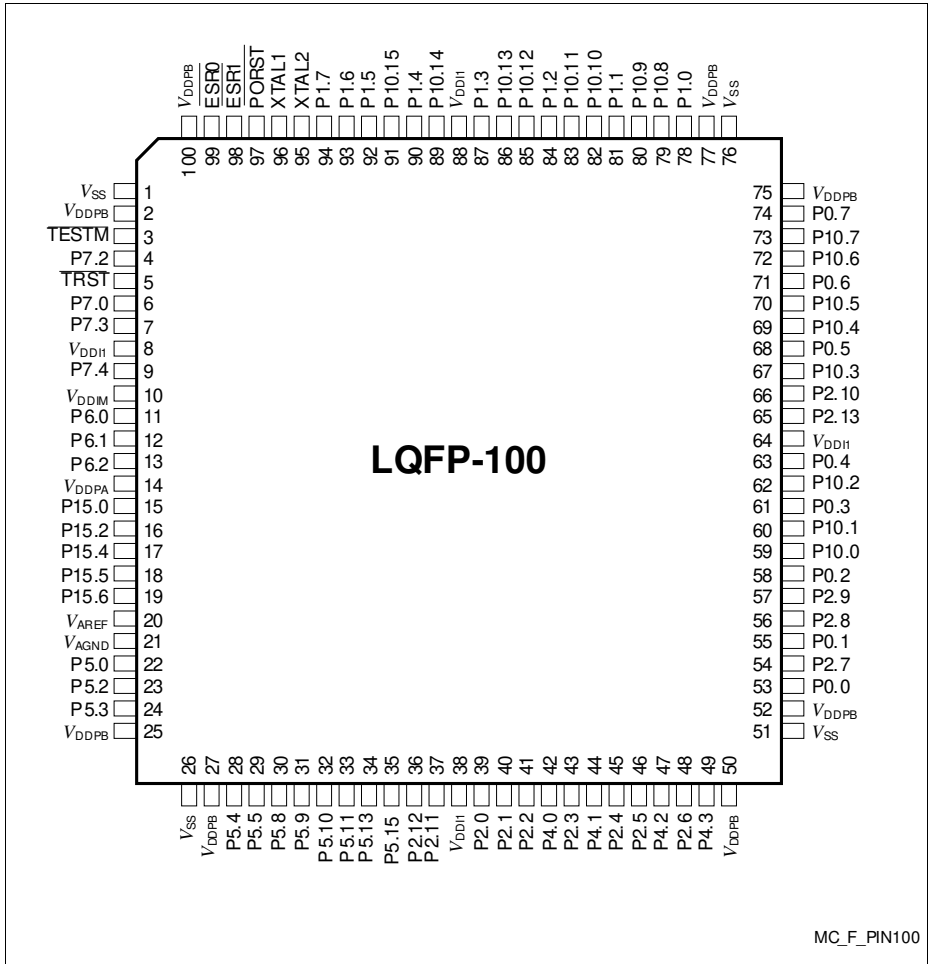 VDDPB
ESR0
ESR1
PORST
XTAL1
XTAL2
P1.7
P1.6
P1.5
P10.15
P1.4
P10.14
VDDI1
P1.3
P10.13
P10.12
P1.2
P10.11
P10.10
P1.1
P10.9
P10.8
P1.0
VDDPB
VSS
100
99
98
97
96
95
94
93
92
91
90
89
88
87
86
85
84
83
82
81
80
79
78
77
76
VSS 1
VDDPB 2
TESTM 3
P7.2 4
TRST 5
P7.0 6
P7.3 7
VDDI1 8
P7.4 9
VDDIM 10
P6.0 11
P6.1 12
P6.2 13
VDDPA 14
P15.0 15
P15.2 16
P15.4 17
P15.5 18
P15.6 19
VAREF 20
VAGND 21
P5.0 22
P5.2 23
P5.3 24
VDDPB 25
LQFP-100
75 VDDPB
74 P0.7
73 P10.7
72 P10.6
71 P0.6
70 P10.5
69 P10.4
68 P0.5
67 P10.3
66 P2.10
65 P2.13
64 VDDI1
63 P0.4
62 P10.2
61 P0.3
60 P10.1
59 P10.0
58 P0.2
57 P2.9
56 P2.8
55 P0.1
54 P2.7
53 P0.0
52 VDDPB
51 VSS
26
27
28
29
30
31
32
33
34
35
36
37
38
39
40
41
42
43
44
45
46
47
48
49
50
VSS
VDDPB
P5.4
P5.5
P5.8
P5.9
P5.10
P5.11
P5.13
P5.15
P2.12
P2.11
VDDI1
P2.0
P2.1
P2.2
P4.0
P2.3
P4.1
P2.4
P2.5
P4.2
P2.6
P4.3
VDDPB
MC_F_PIN100